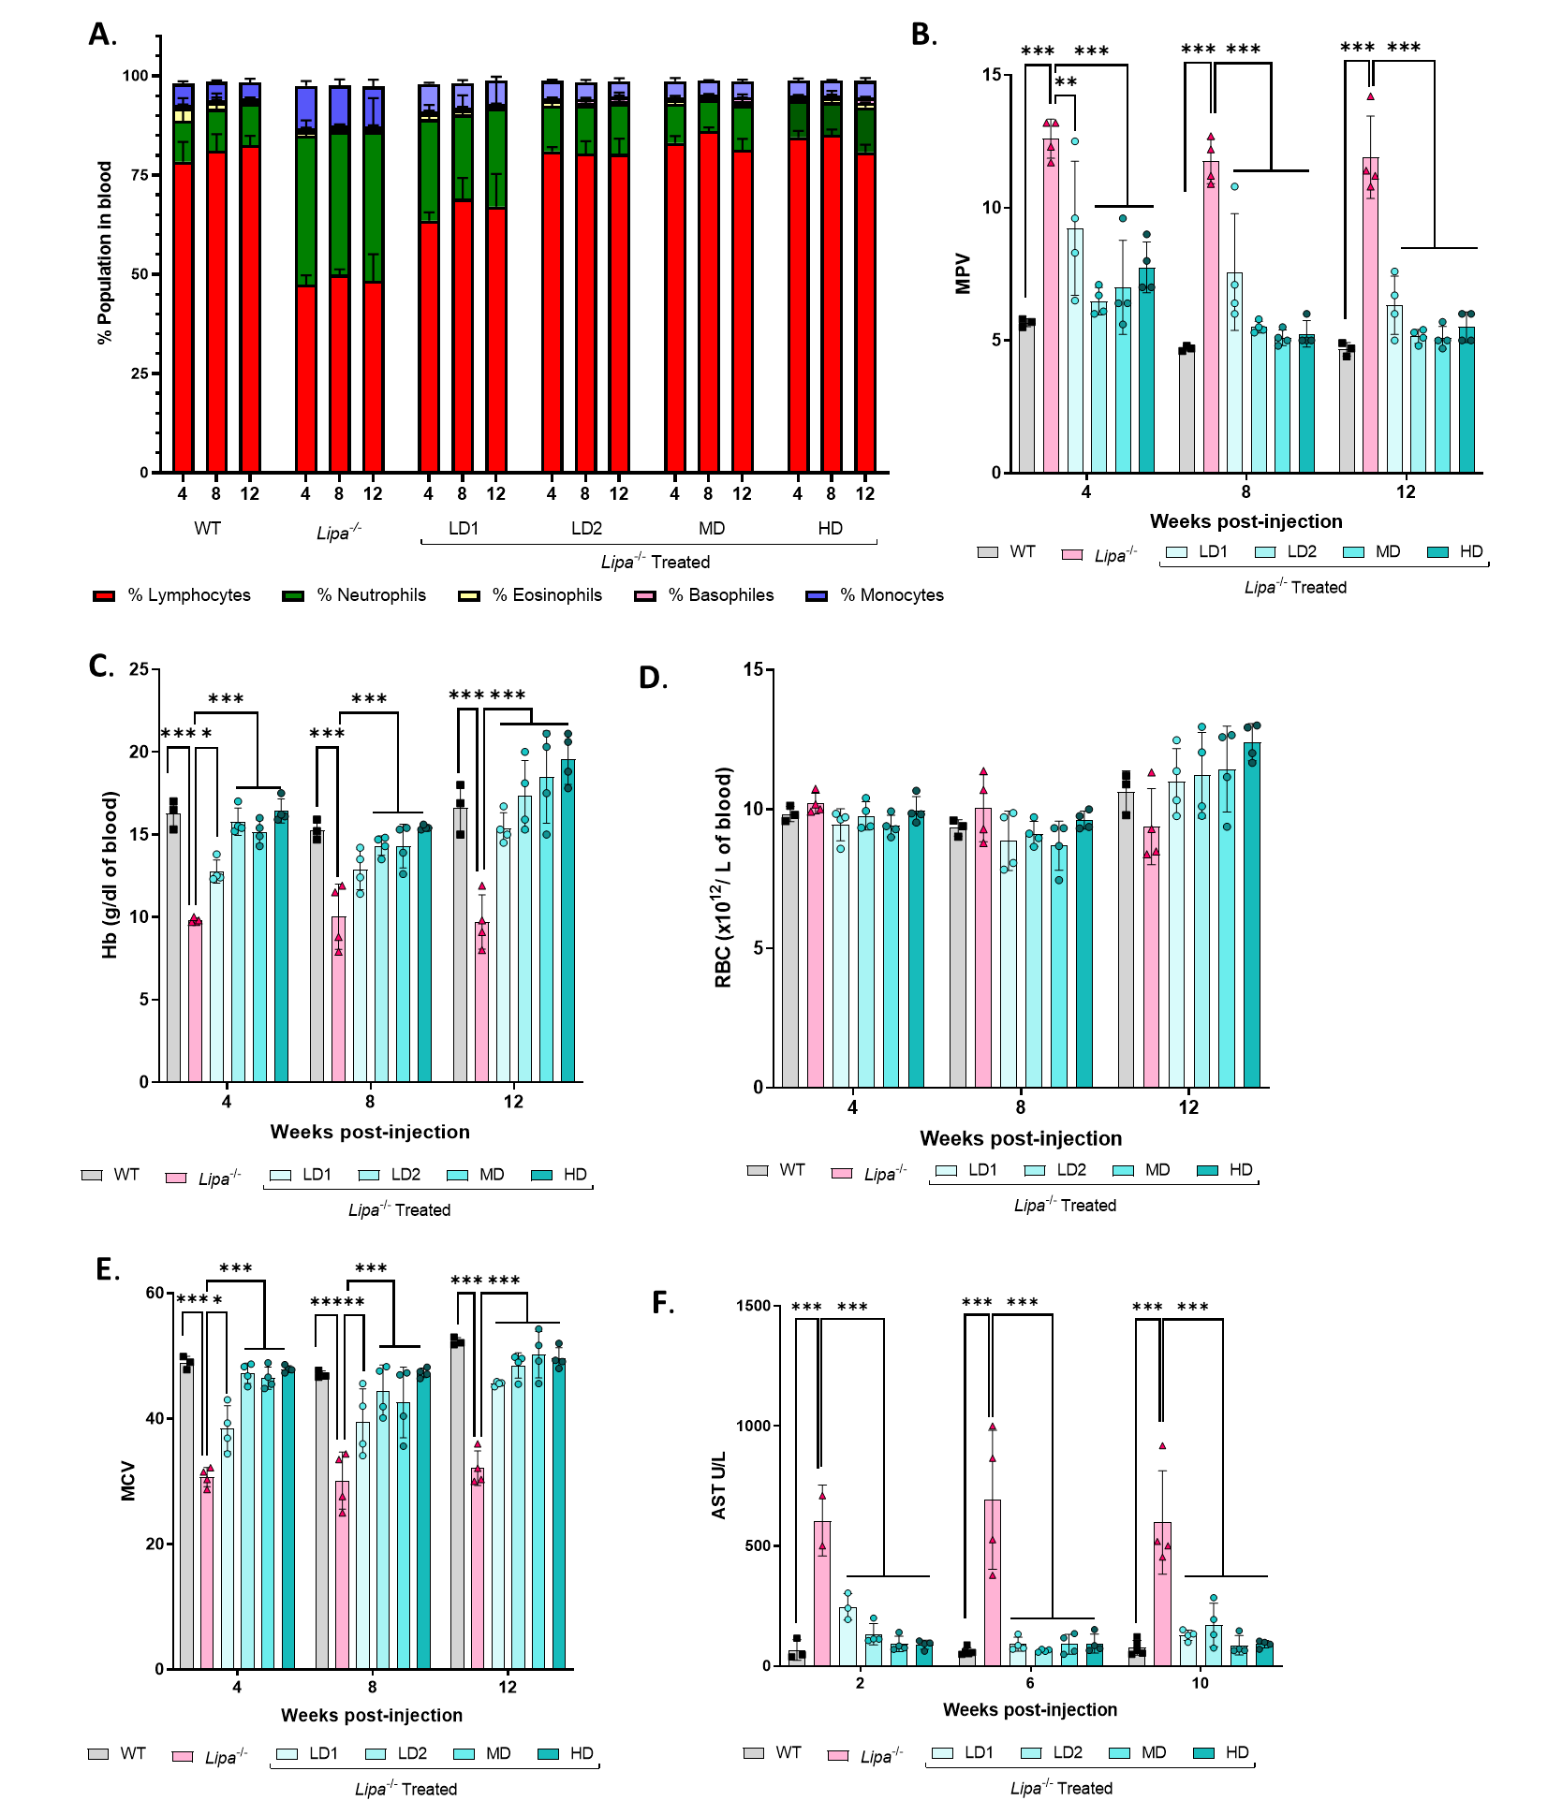 A.
% Population in blood
100
75
50
25
0
4 8 12 4 8 12 4 8 12 4 8 12 4 8 12 4 8 12
WT Lipa-/- LD1 LD2 MD HD
Lipa-/- Treated
% Lymphocytes % Neutrophils % Eosinophils % Basophiles % Monocytes
B.
*** *** *** *** *** ***
**
MPV
15
10
5
0
4 8 12
Weeks post-injection
WT Lipa-/- LD1 LD2 MD HD
Lipa-/- Treated
C.
*** *** *** ***
*** * ***
Hb (g/dl of blood)
25
20
15
10
5
0
4 8 12
Weeks post-injection
WT Lipa-/- LD1 LD2 MD HD
Lipa-/- Treated
D.
RBC (x10^12/ L of blood)
15
10
5
0
4 8 12
Weeks post-injection
WT Lipa-/- LD1 LD2 MD HD
Lipa-/- Treated
E.
*** *** *** ***
*** * *** **
MCV
60
40
20
0
4 8 12
Weeks post-injection
WT Lipa-/- LD1 LD2 MD HD
Lipa-/- Treated
F.
*** *** *** *** *** ***
AST U/L
1500
1000
500
0
2 6 10
Weeks post-injection
WT Lipa-/- LD1 LD2 MD HD
Lipa-/- Treated